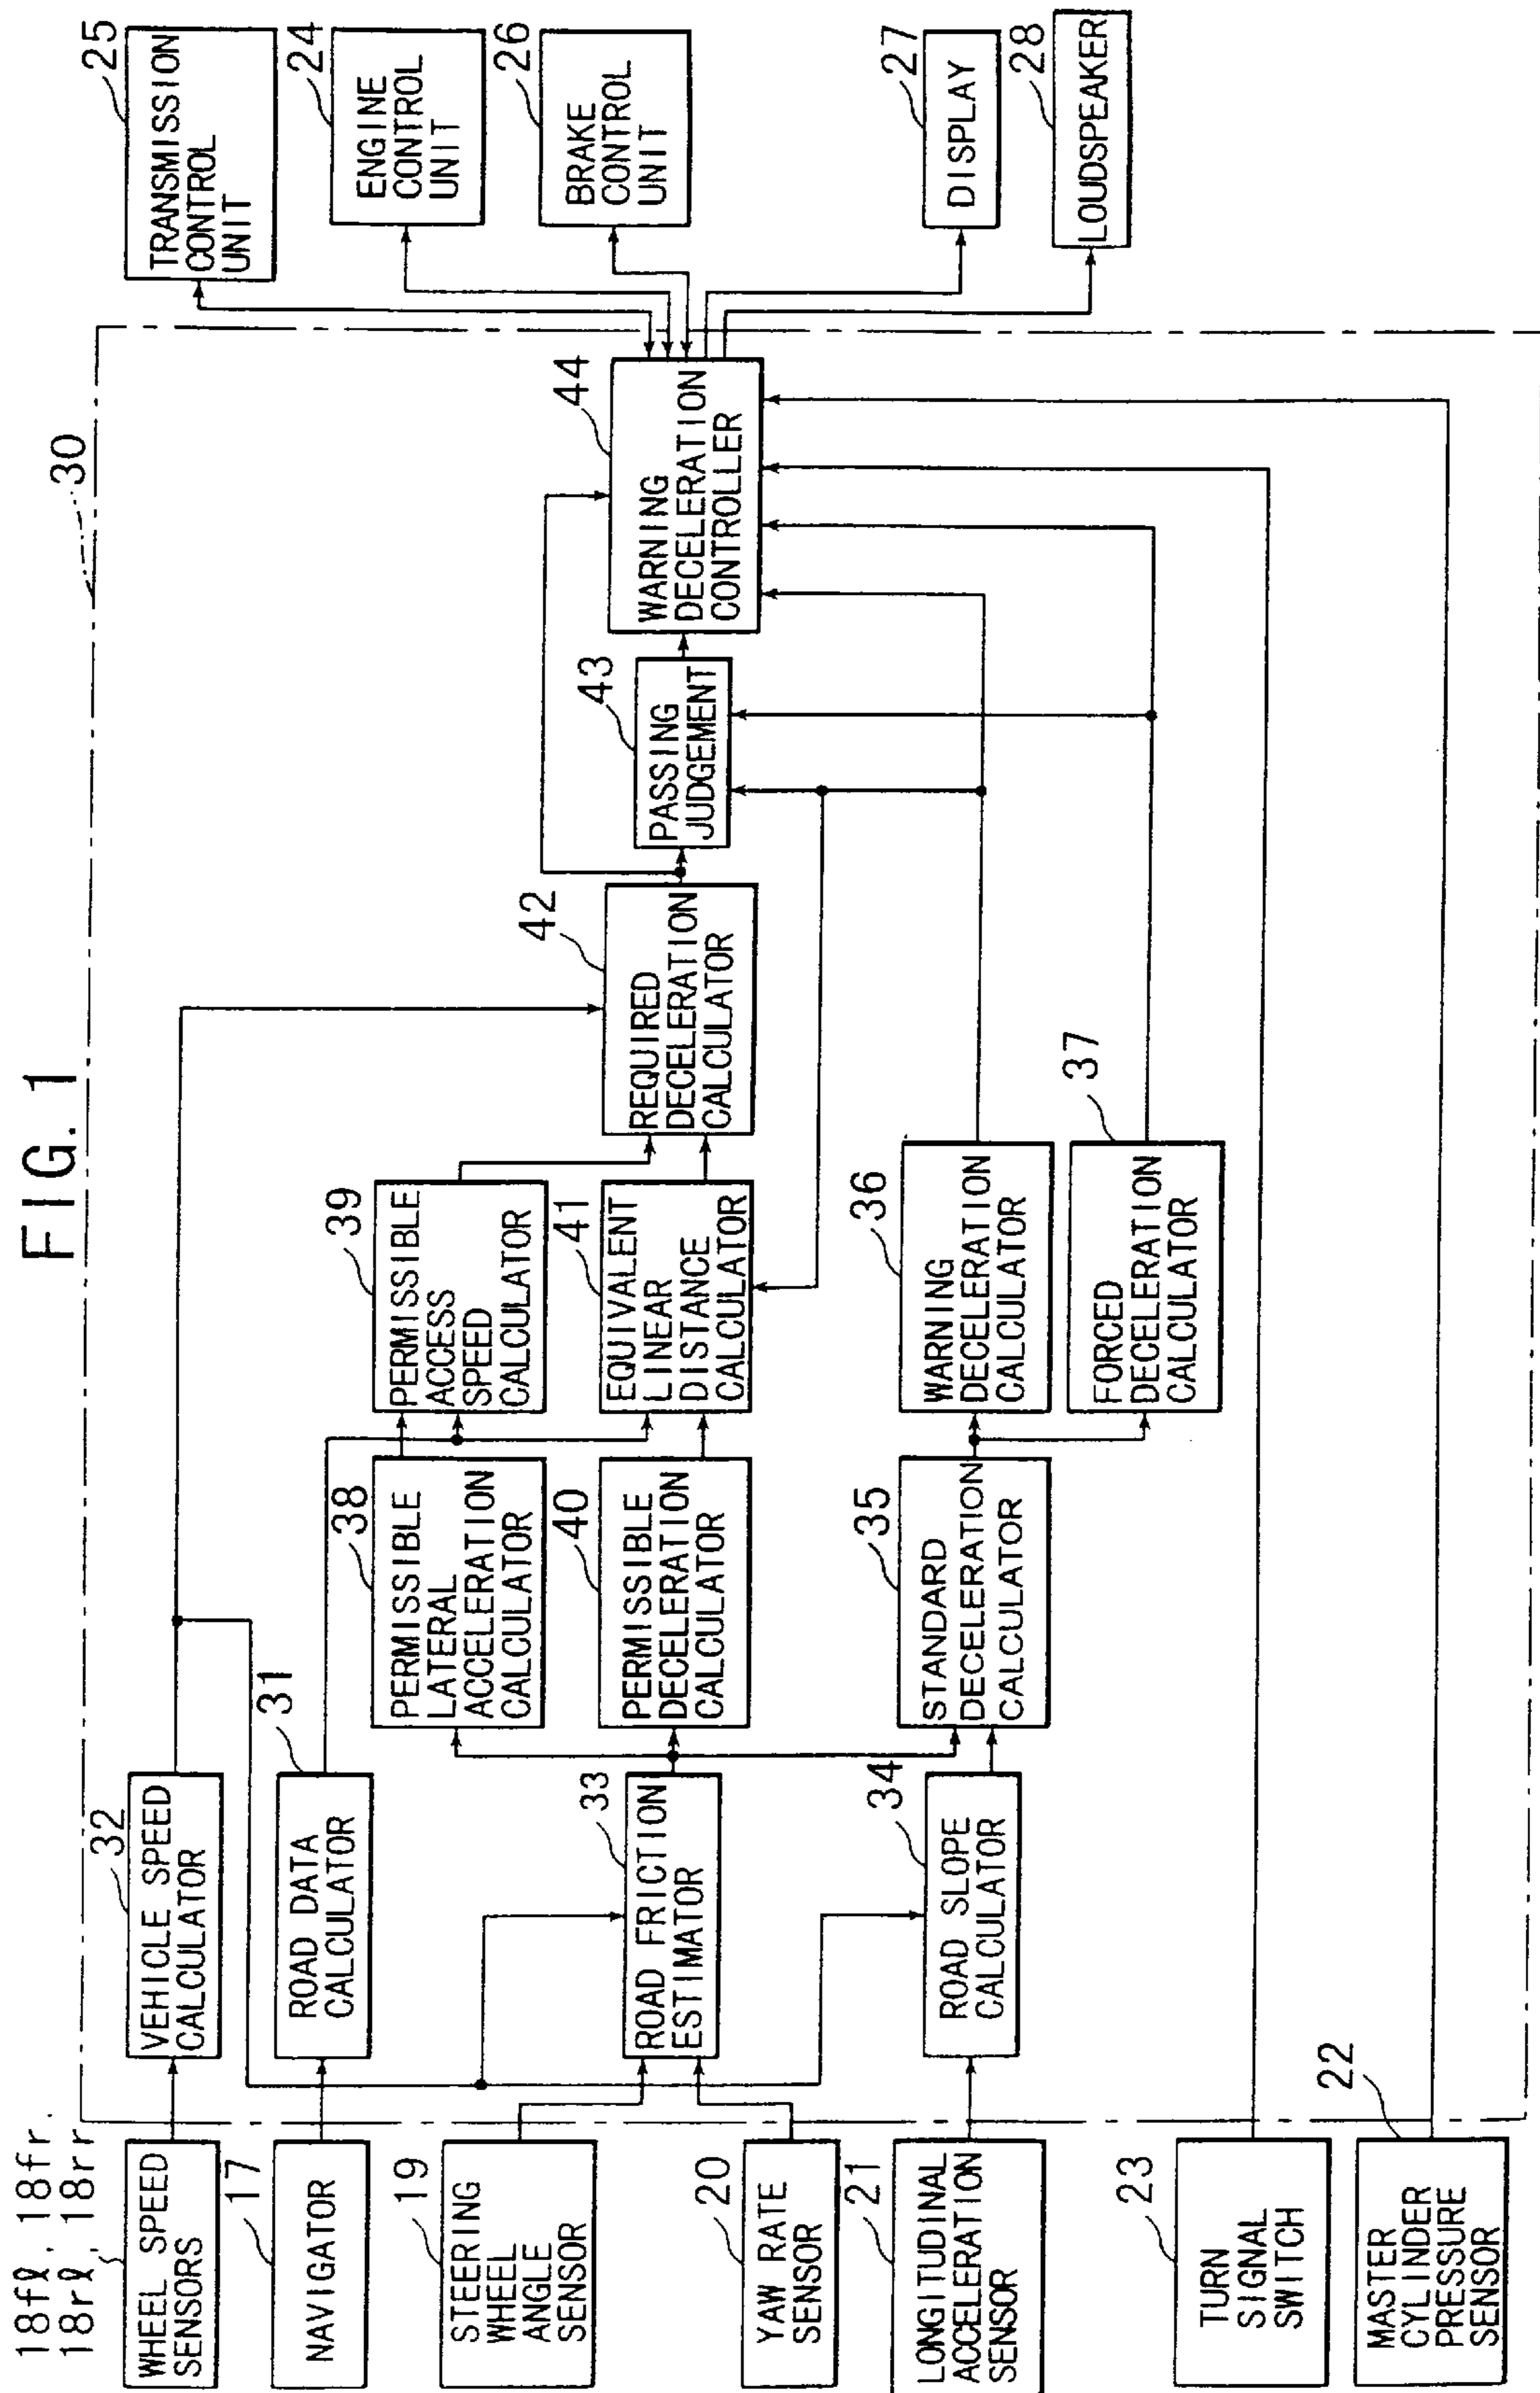 FIG. 1
18fℓ, 18fr,
18rℓ, 18rr
WHEEL SPEED
SENSORS
17
NAVIGATOR
19
STEERING
WHEEL
ANGLE
SENSOR
20
YAW RATE
SENSOR
21
LONGITUDINAL
ACCELERATION
SENSOR
23
TURN
SIGNAL
SWITCH
22
MASTER
CYLINDER
PRESSURE
SENSOR
30
32
VEHICLE SPEED
CALCULATOR
31
ROAD DATA
CALCULATOR
33
ROAD FRICTION
ESTIMATOR
34
ROAD SLOPE
CALCULATOR
38
PERMISSIBLE
LATERAL
ACCELERATION
CALCULATOR
40
PERMISSIBLE
DECELERATION
CALCULATOR
35
STANDARD
DECELERATION
CALCULATOR
39
PERMISSIBLE
ACCESS
SPEED
CALCULATOR
41
EQUIVALENT
LINEAR
DISTANCE
CALCULATOR
36
WARNING
DECELERATION
CALCULATOR
37
FORCED
DECELERATION
CALCULATOR
42
REQUIRED
DECELERATION
CALCULATOR
43
PASSING
JUDGEMENT
44
WARNING
DECELERATION
CONTROLLER
25
TRANSMISSION
CONTROL
UNIT
24
ENGINE
CONTROL
UNIT
26
BRAKE
CONTROL
UNIT
27
DISPLAY
28
LOUDSPEAKER